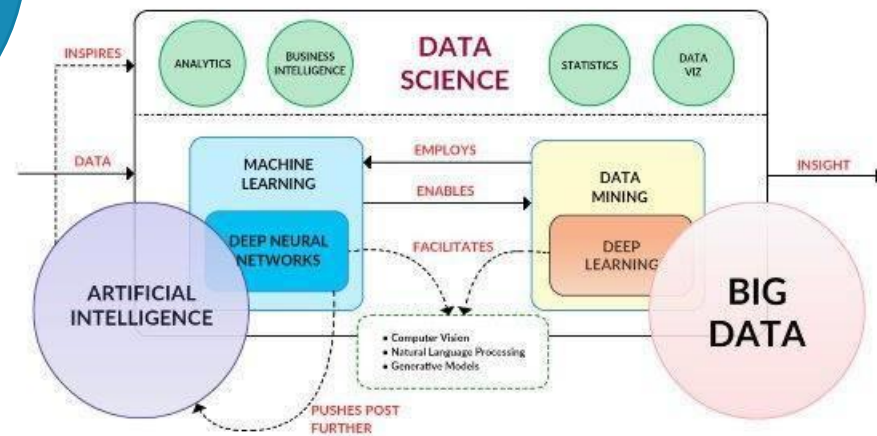 INSPIRES
ANALYTICS
BUSINESS
INTELLIGENCE
DATA
SCIENCE
STATISTICS
DATA
VIZ
DATA
MACHINE
LEARNING
EMPLOYS
ENABLES
DATA
MINING
INSIGHT
DEEP NEURAL
NETWORKS
FACILITATES
DEEP
LEARNING
ARTIFICIAL
INTELLIGENCE
BIG
DATA
• Computer Vision
• Natural Language Processing
• Generative Models
PUSHES POST
FURTHER